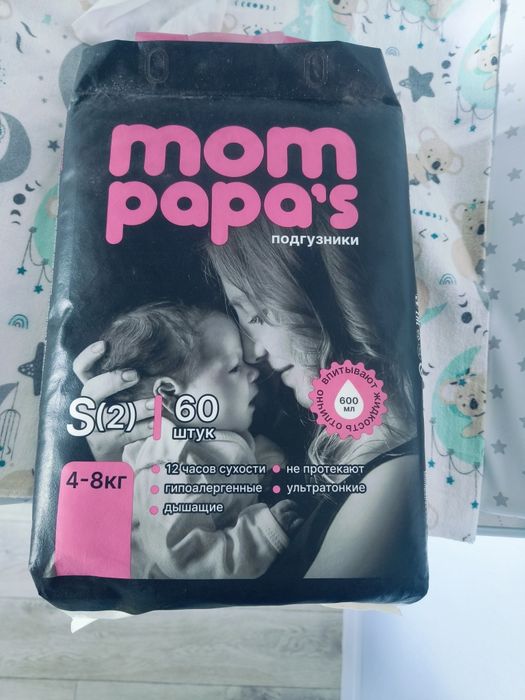 mom
papa's
подгузники
впитывают жидкость отлично
600
мл
S(2)
60
штук
4-8кг
12 часов сухости
не протекают
гипоалергенные
ультратонкие
дышащие